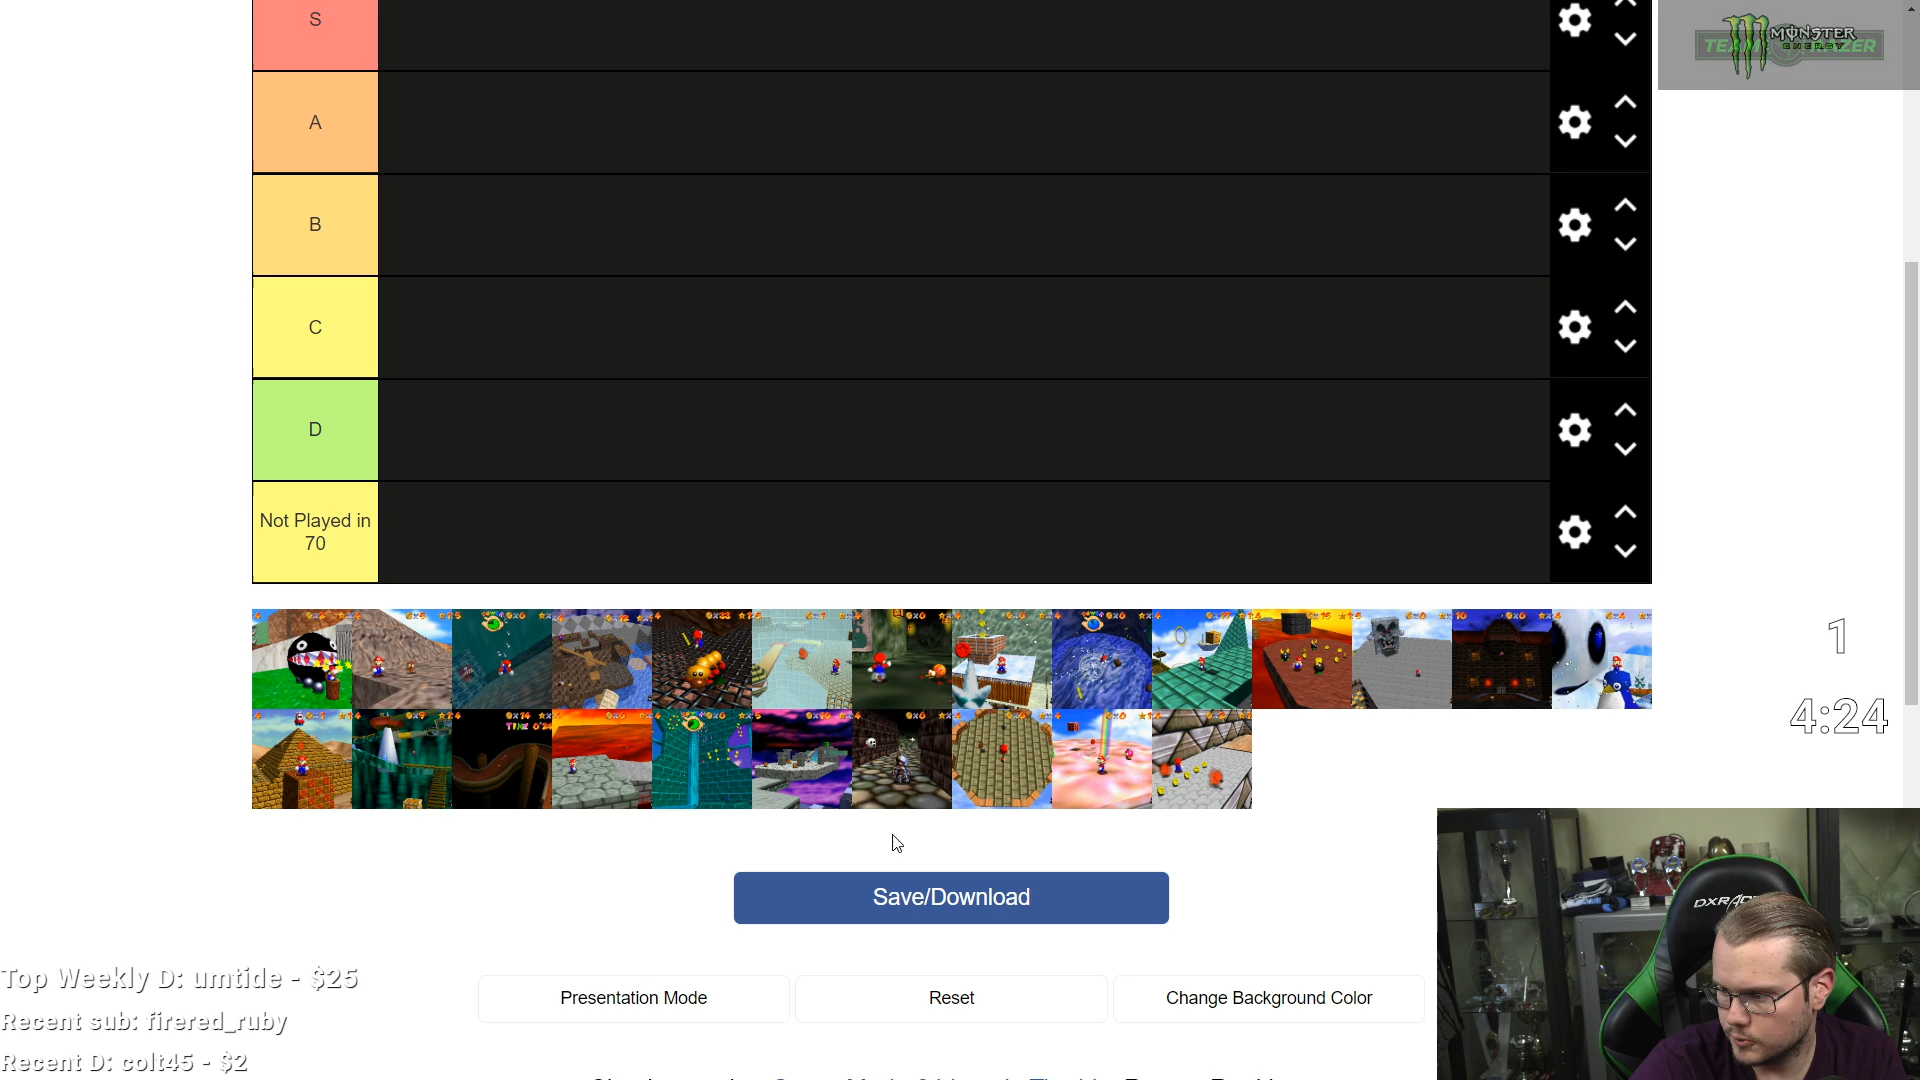 S
MONSTER
ENERGY
A
B
C
D
Not Played in
70
1
4:24
Save/Download
DXRAC
Top Weekly D: umtide - $25
Presentation Mode
Reset
Change Background Color
Recent sub: firered_ruby
Recent D: colt45 - $2